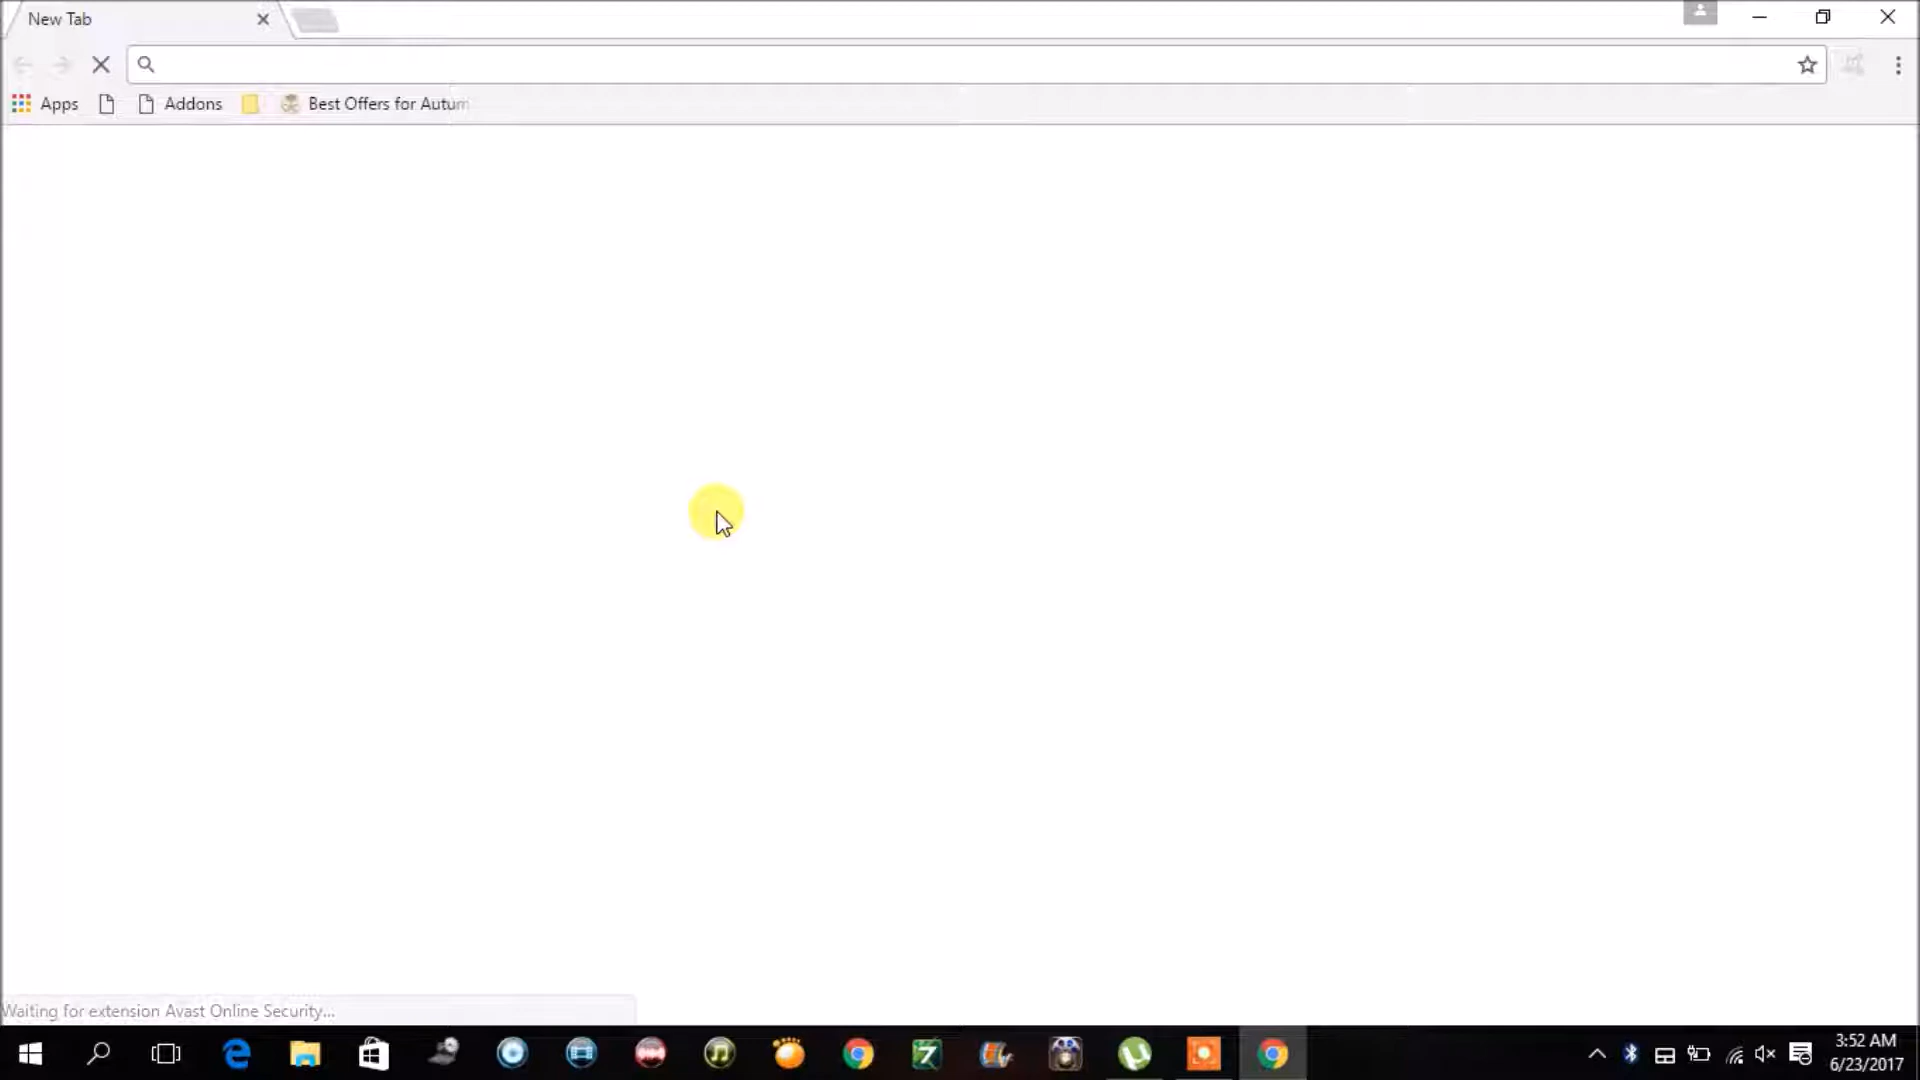 New Tab
Apps
Addons
Best Offers for Autum
Waiting for extension Avast Online Security...
3:52 AM
6/23/2017